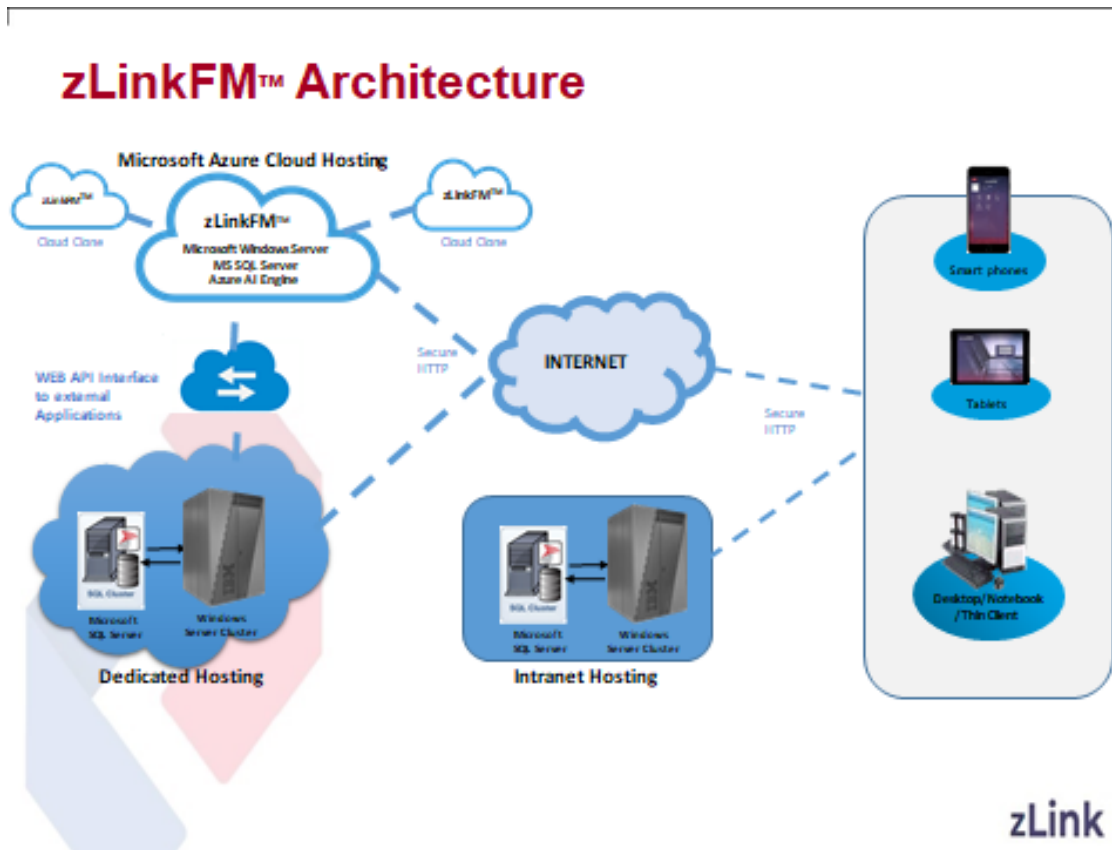 zLinkFM™ Architecture
Microsoft Azure Cloud Hosting
zLinkFM™
Cloud Clone
zLinkFM™
Microsoft Windows Server
MS SQL Server
Azure AI Engine
zLinkFM™
Cloud Clone
Secure
HTTP
WEB API Interface
to external
Applications
INTERNET
Secure
HTTP
Smart phones
Tablets
Desktop/Notebook
/Thin Client
SQL Cluster
IBM
Microsoft
SQL Server
Windows
Server Cluster
Dedicated Hosting
SQL Cluster
IBM
Microsoft
SQL Server
Windows
Server Cluster
Intranet Hosting
zLink